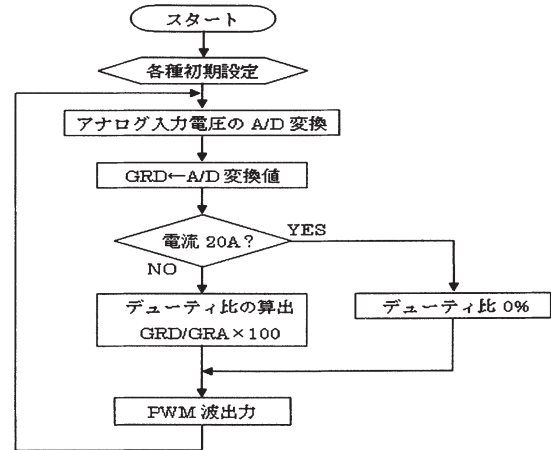 スタート
各種初期設定
アナログ入力電圧の A/D 変換
GRD←A/D 変換値
電流 20A？
YES
NO
デューティ比の算出
GRD/GRA×100
デューティ比 0%
PWM 波出力